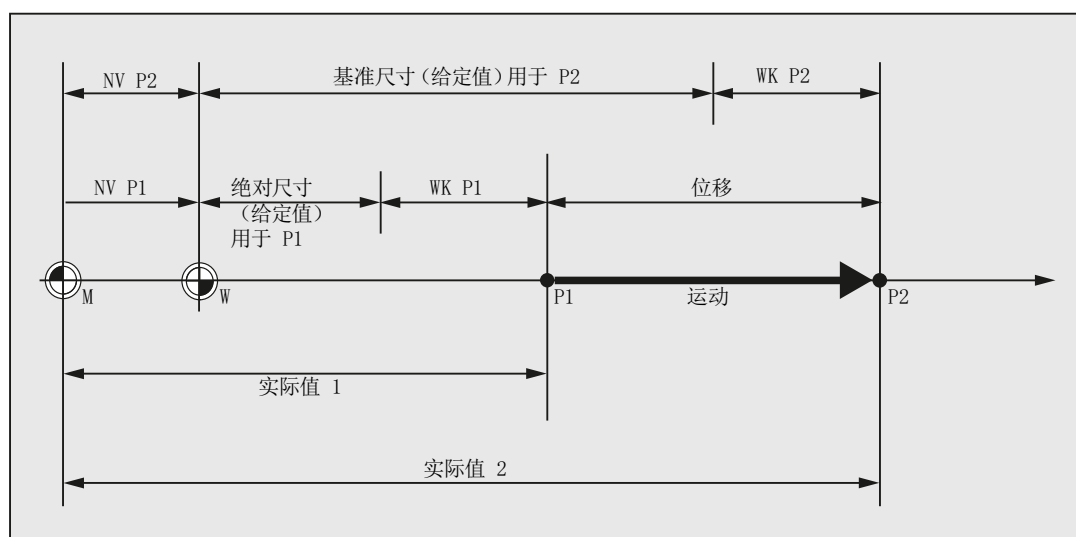 NV P2
基准尺寸(给定值)用于 P2
WK P2
NV P1
绝对尺寸
(给定值)
用于 P1
WK P1
位移
M
W
P1
运动
P2
实际值 1
实际值 2